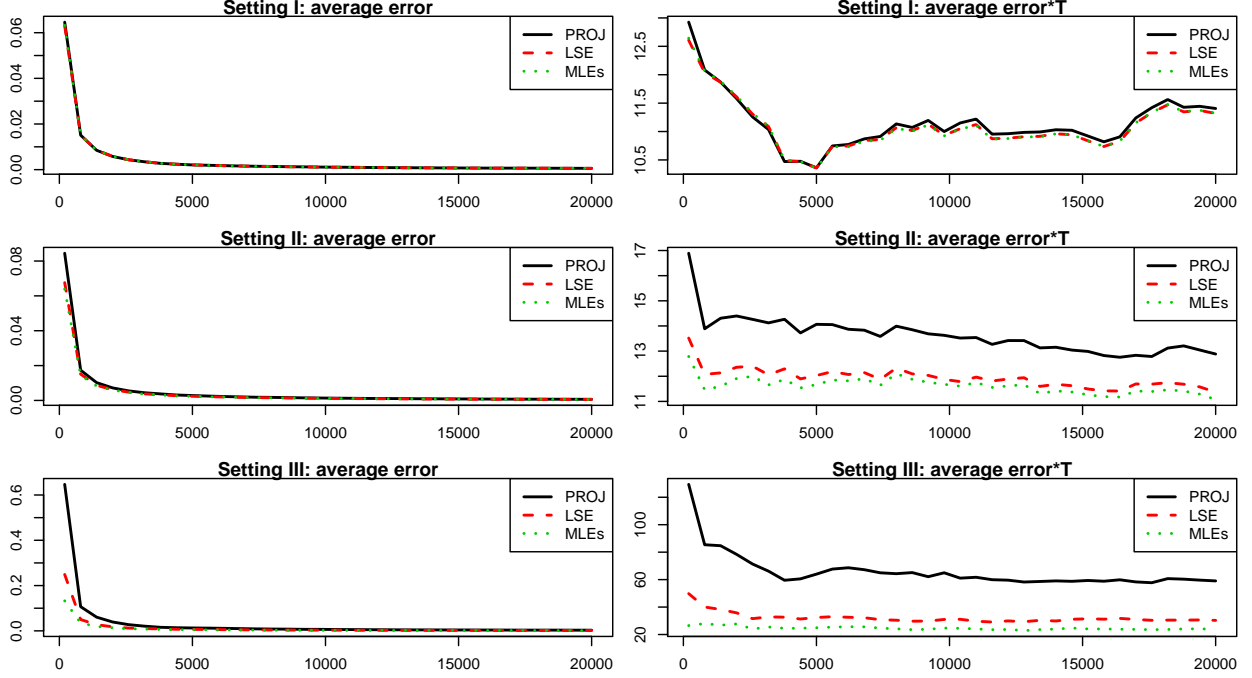 Setting I: average error
0.06
0.04
0.02
0.00
PROJ
LSE
MLEs
0 5000 10000 15000 20000
Setting I: average error*T
12.5
11.5
10.5
PROJ
LSE
MLEs
0 5000 10000 15000 20000
Setting II: average error
0.08
0.04
0.00
PROJ
LSE
MLEs
0 5000 10000 15000 20000
Setting II: average error*T
17
15
13
11
PROJ
LSE
MLEs
0 5000 10000 15000 20000
Setting III: average error
0.6
0.4
0.2
0.0
PROJ
LSE
MLEs
0 5000 10000 15000 20000
Setting III: average error*T
100
60
20
PROJ
LSE
MLEs
0 5000 10000 15000 20000